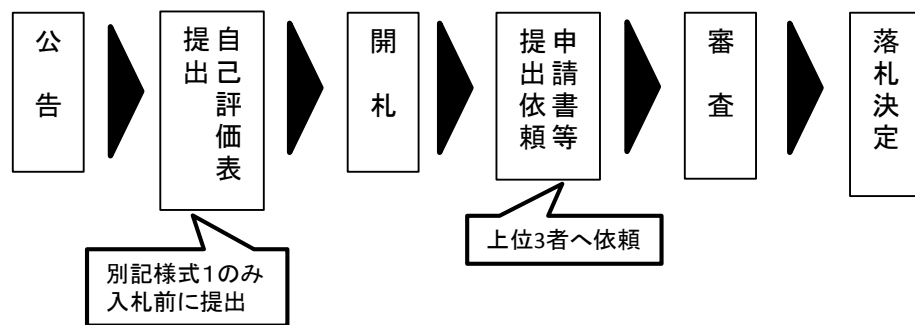 公告
自己評価表
提出
開札
申請書等
提出依頼
審査
落札決定
別記様式1のみ
入札前に提出
上位3者へ依頼